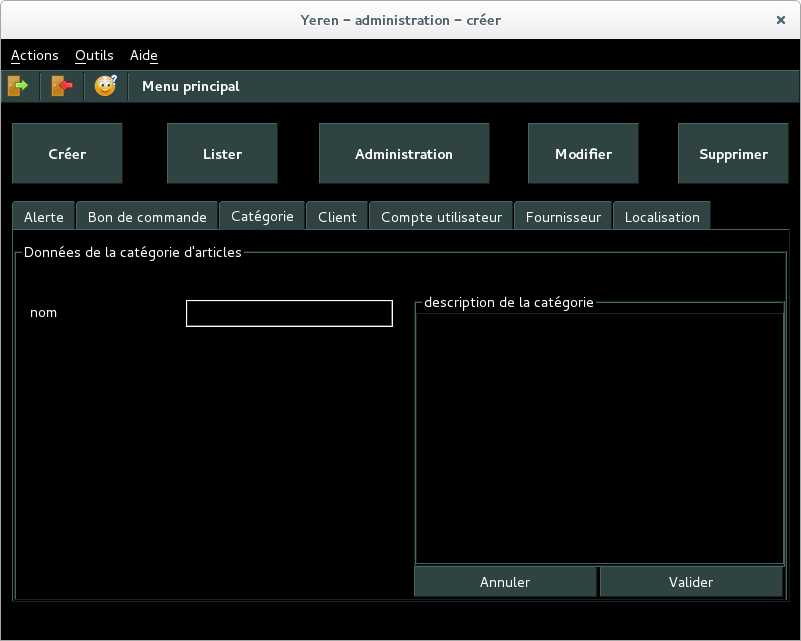 Yeren – administration – créer
Actions Outils Aide
Menu principal
Créer Lister Administration Modifier Supprimer
Alerte Bon de commande Catégorie Client Compte utilisateur Fournisseur Localisation
Données de la catégorie d'articles
description de la catégorie
nom
Annuler Valider